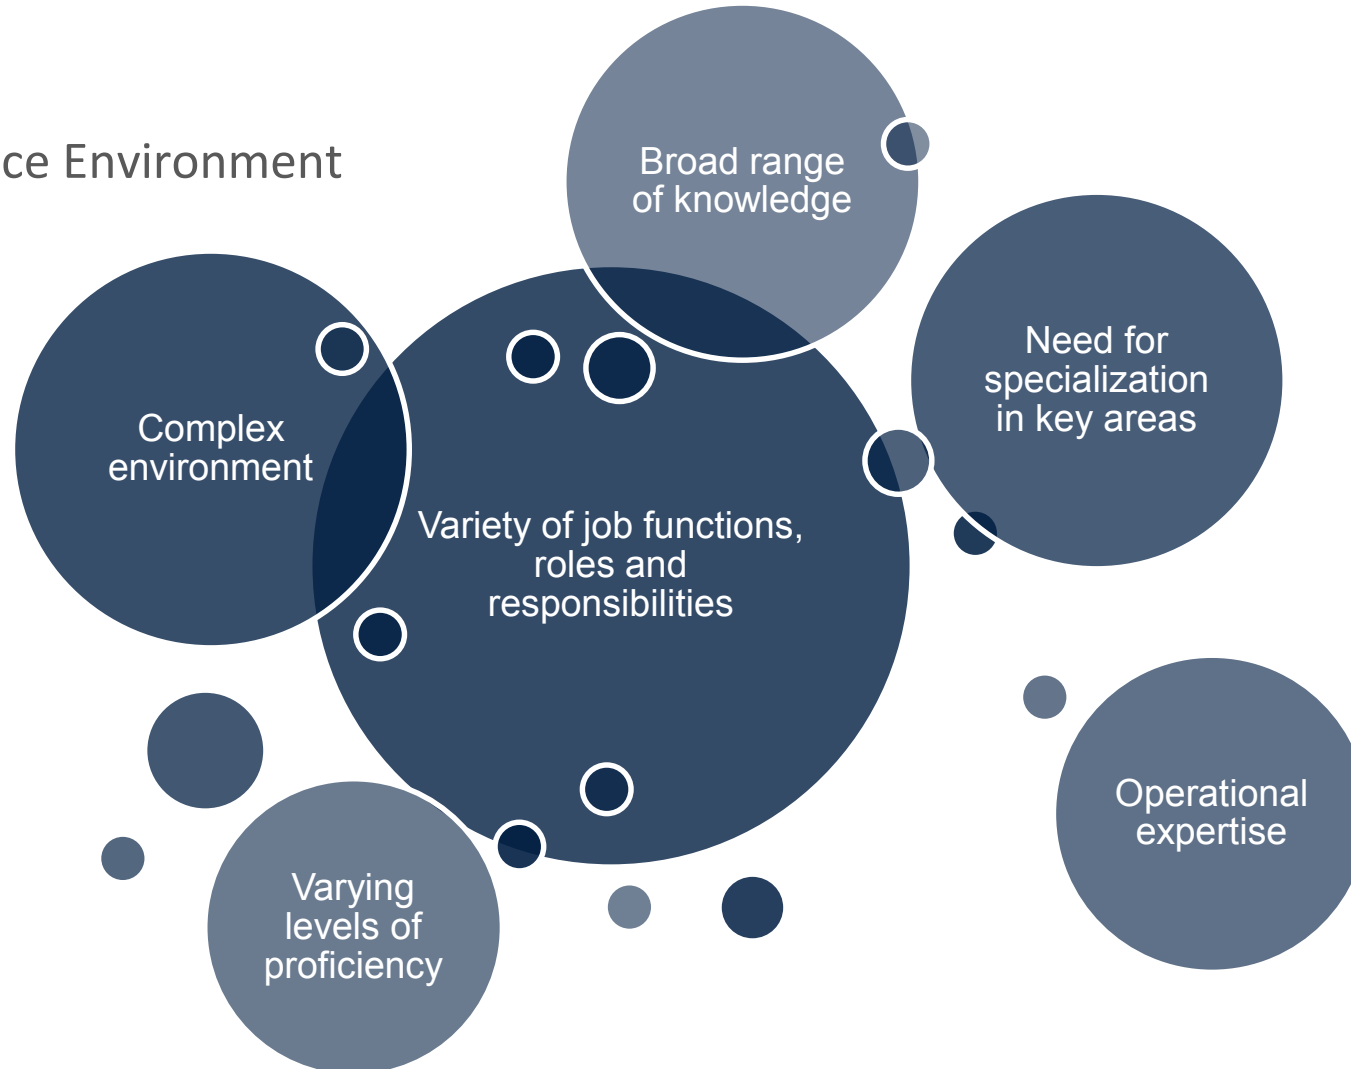 ce Environment
Broad range
of knowledge
Need for
specialization
in key areas
Complex
environment
Variety of job functions,
roles and
responsibilities
Operational
expertise
Varying
levels of
proficiency